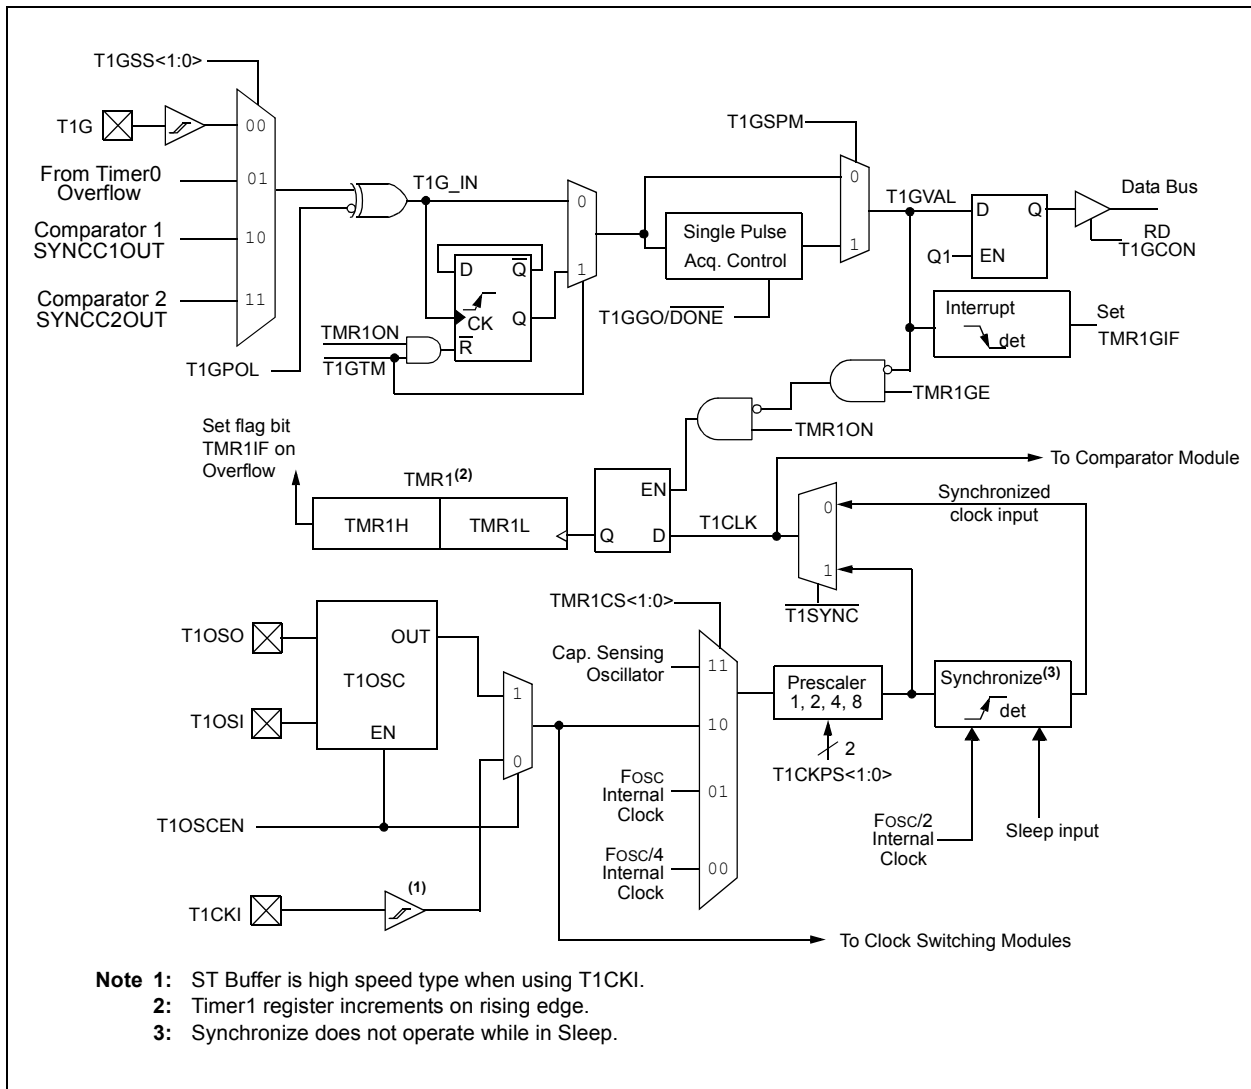 T1GSS<1:0>
T1G
00
From Timer0
Overflow
01
Comparator 1
SYNCC1OUT
10
Comparator 2
SYNCC2OUT
11
T1GPOL
T1G_IN
0
1
D
Q
CK
Q
R
TMR1ON
T1GTM
T1GSPM
0
1
Single Pulse
Acq. Control
T1GGO/DONE
T1GVAL
D
Q
Q1
EN
Data Bus
RD
T1GCON
Interrupt
det
Set
TMR1GIF
TMR1GE
TMR1ON
Set flag bit
TMR1IF on
Overflow
TMR1(2)
TMR1H
TMR1L
EN
Q
D
T1CLK
To Comparator Module
Synchronized
clock input
0
1
T1SYNC
T1OSO
T1OSI
OUT
T1OSC
EN
1
0
T1OSCEN
T1CKI
(1)
TMR1CS<1:0>
Cap. Sensing
Oscillator
11
10
FOSC
Internal
Clock
01
FOSC/4
Internal
Clock
00
Prescaler
1, 2, 4, 8
2
T1CKPS<1:0>
Synchronize(3)
det
FOSC/2
Internal
Clock
Sleep input
To Clock Switching Modules
Note 1: ST Buffer is high speed type when using T1CKI.
2: Timer1 register increments on rising edge.
3: Synchronize does not operate while in Sleep.